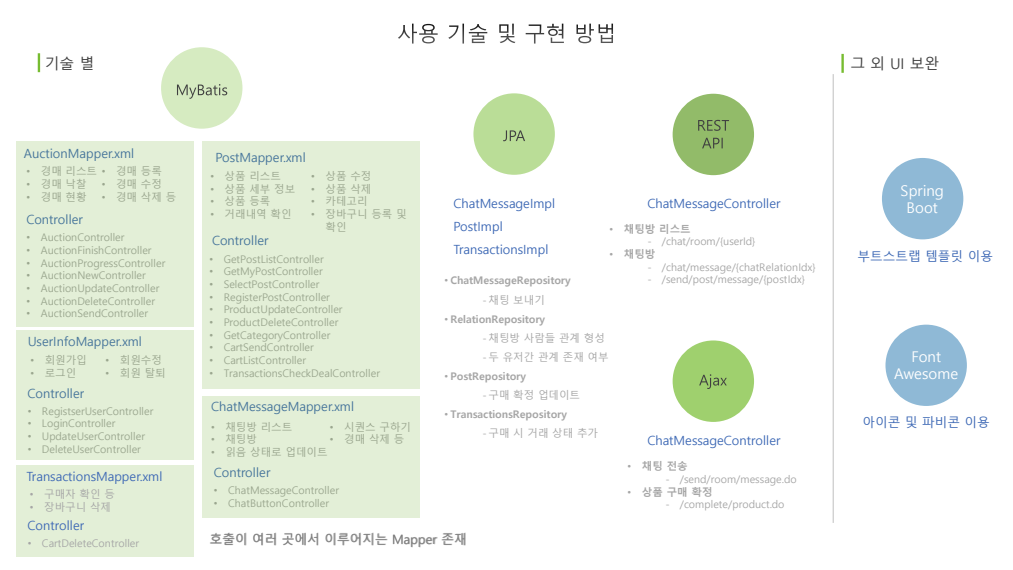 사용 기술 및 구현 방법
기술 별
MyBatis
AuctionMapper.xml
• 경매 리스트 • 경매 등록
• 경매 낙찰 • 경매 수정
• 경매 현황 • 경매 삭제 등
Controller
• AuctionController
• AuctionFinishController
• AuctionProgressController
• AuctionNewController
• AuctionUpdateController
• AuctionDeleteController
• AuctionSendController
UserInfoMapper.xml
• 회원가입 • 회원수정
• 로그인 • 회원 탈퇴
Controller
• RegistserUserController
• LoginController
• UpdateUserController
• DeleteUserController
TransactionsMapper.xml
• 구매자 확인 등
• 장바구니 삭제
Controller
• CartDeleteController
PostMapper.xml
• 상품 리스트 • 상품 수정
• 상품 세부 정보 • 상품 삭제
• 상품 등록 • 카테고리
• 거래내역 확인 • 장바구니 등록 및
확인
Controller
• GetPostListController
• GetMyPostController
• SelectPostController
• RegisterPostController
• ProductUpdateController
• ProductDeleteController
• GetCategoryController
• CartSendController
• CartListController
• TransactionsCheckDealController
ChatMessageMapper.xml
• 채팅방 리스트 • 시퀀스 구하기
• 채팅방 • 경매 삭제 등
• 읽음 상태로 업데이트
Controller
• ChatMessageController
• ChatButtonController
호출이 여러 곳에서 이루어지는 Mapper 존재
JPA
ChatMessageImpl
PostImpl
TransactionsImpl
• ChatMessageRepository
- 채팅 보내기
• RelationRepository
- 채팅방 사람들 관계 형성
- 두 유저간 관계 존재 여부
• PostRepository
- 구매 확정 업데이트
• TransactionsRepository
- 구매 시 거래 상태 추가
REST
API
ChatMessageController
• 채팅방 리스트
- /chat/room/{userId}
• 채팅방
- /chat/message/{chatRelationIdx}
- /send/post/message/{postIdx}
Ajax
ChatMessageController
• 채팅 전송
- /send/room/message.do
• 상품 구매 확정
- /complete/product.do
그 외 UI 보완
Spring
Boot
부트스트랩 템플릿 이용
Font
Awesome
아이콘 및 파비콘 이용